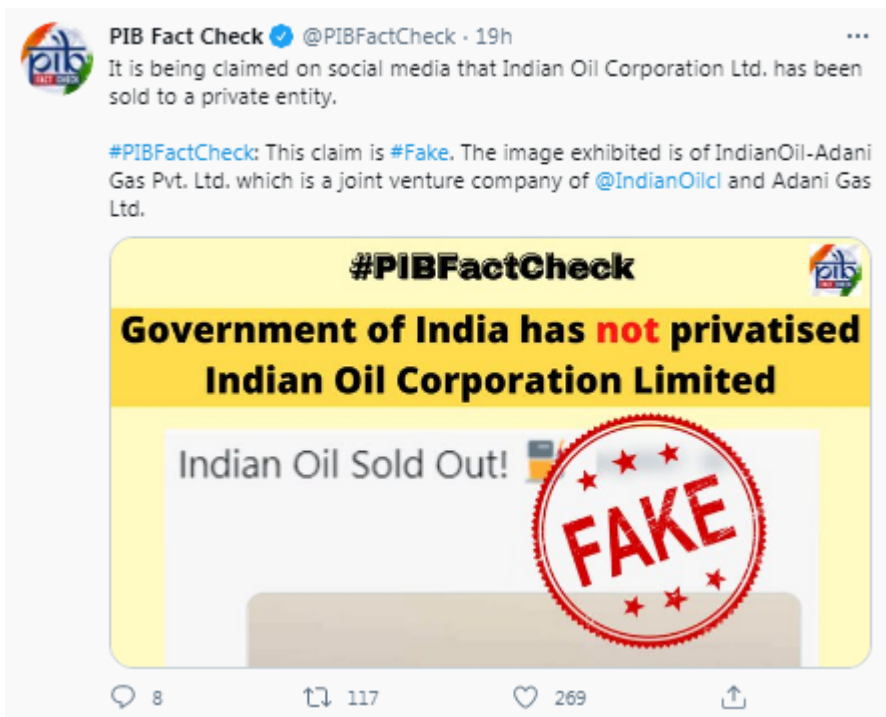 PIB Fact Check @PIBFactCheck · 19h
It is being claimed on social media that Indian Oil Corporation Ltd. has been
sold to a private entity.
#PIBFactCheck: This claim is #Fake. The image exhibited is of IndianOil-Adani
Gas Pvt. Ltd. which is a joint venture company of @IndianOilcl and Adani Gas
Ltd.
#PIBFactCheck
Government of India has not privatised
Indian Oil Corporation Limited
Indian Oil Sold Out!
FAKE
8 117 269